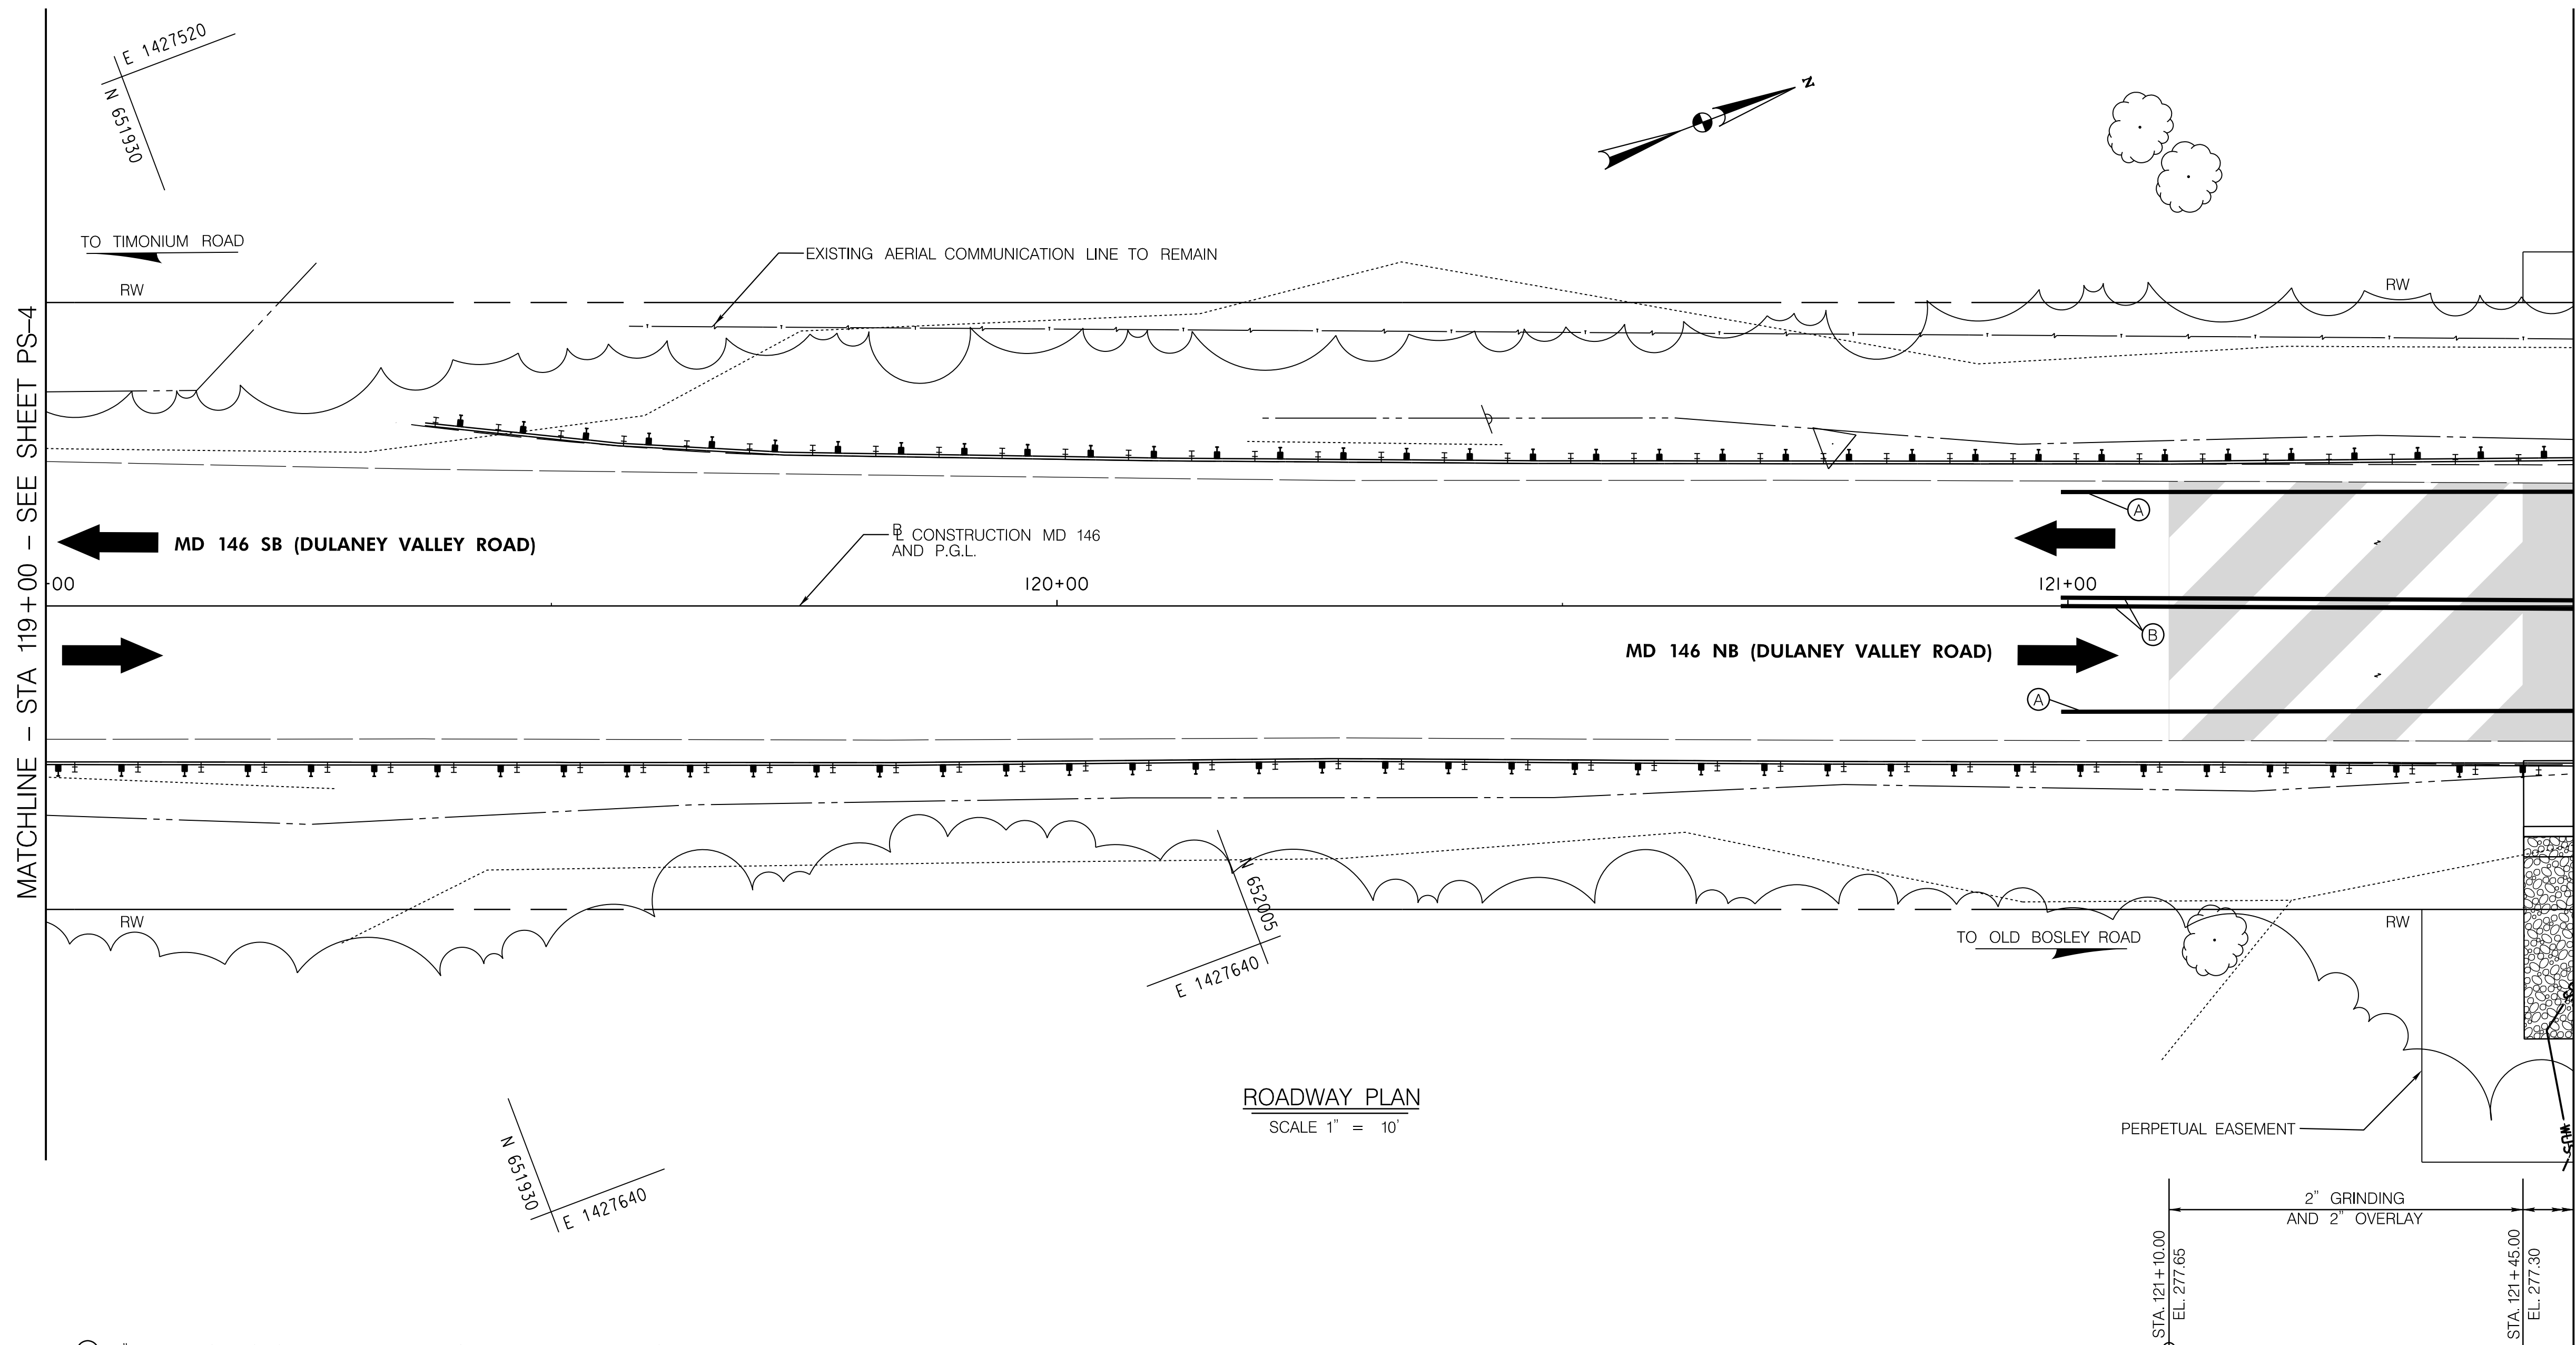 E 1427520
N 651930
N
TO TIMONIUM ROAD
EXISTING AERIAL COMMUNICATION LINE TO REMAIN
RW
RW
MATCHLINE - STA 119+00 - SEE SHEET PS-4
A
MD 146 SB (DULANEY VALLEY ROAD)
BL CONSTRUCTION MD 146
AND P.G.L.
+00
120+00
121+00
B
MD 146 NB (DULANEY VALLEY ROAD)
A
N 652005
E 1427640
RW
RW
TO OLD BOSLEY ROAD
ROADWAY PLAN
SCALE 1" = 10'
PERPETUAL EASEMENT
N 651930
E 1427640
2" GRINDING
AND 2" OVERLAY
STA. 121+10.00
EL. 277.65
STA. 121+45.00
EL. 277.30